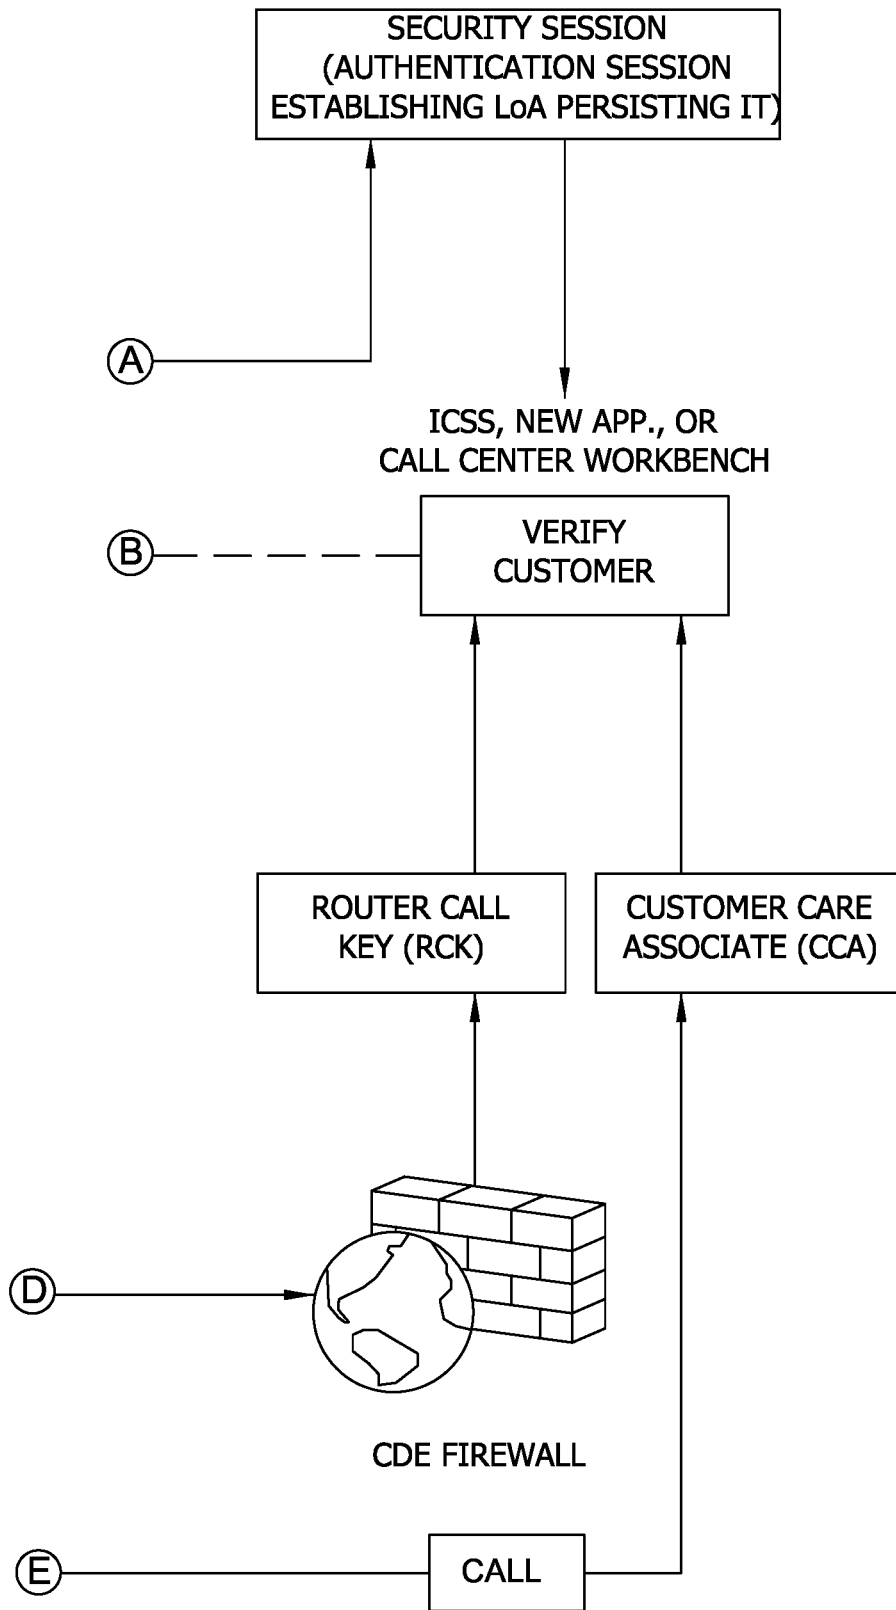 SECURITY SESSION
(AUTHENTICATION SESSION
ESTABLISHING LoA PERSISTING IT)
A
ICSS, NEW APP., OR
CALL CENTER WORKBENCH
B
VERIFY
CUSTOMER
ROUTER CALL
KEY (RCK)
CUSTOMER CARE
ASSOCIATE (CCA)
D
CDE FIREWALL
E
CALL